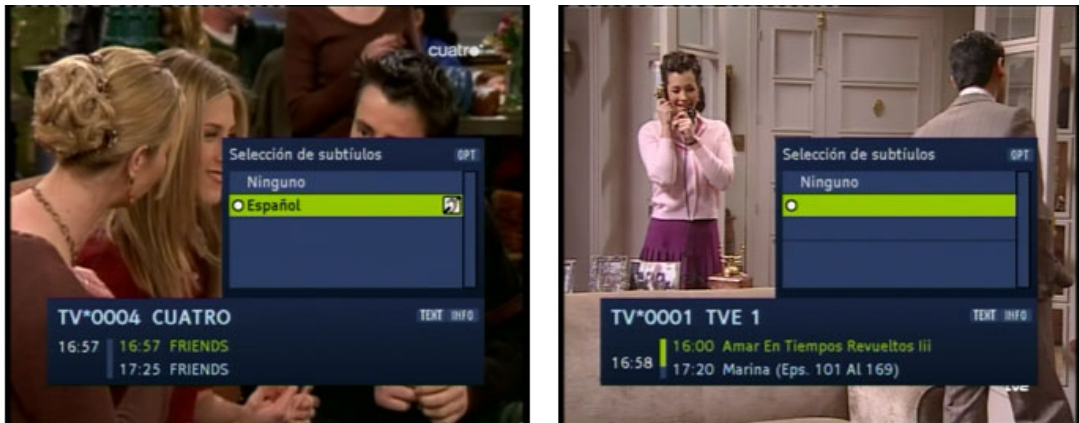 cuatro
Selección de subtíulos OPT
Ninguno
Español
TV*0004 CUATRO TEXT INFO
16:57 16:57 FRIENDS
17:25 FRIENDS
Selección de subtíulos OPT
Ninguno
TV*0001 TVE 1 TEXT INFO
16:58 16:00 Amar En Tiempos Revueltos Iii
17:20 Marina (Eps. 101 Al 169)
tve